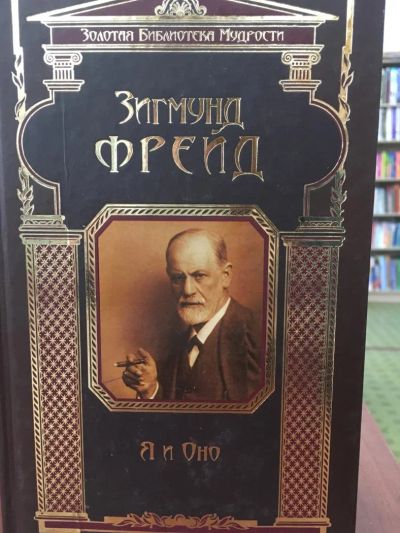 Золотая Библиотека Мудрости
Зигмунд
ФРЕЙД
Я и Оно